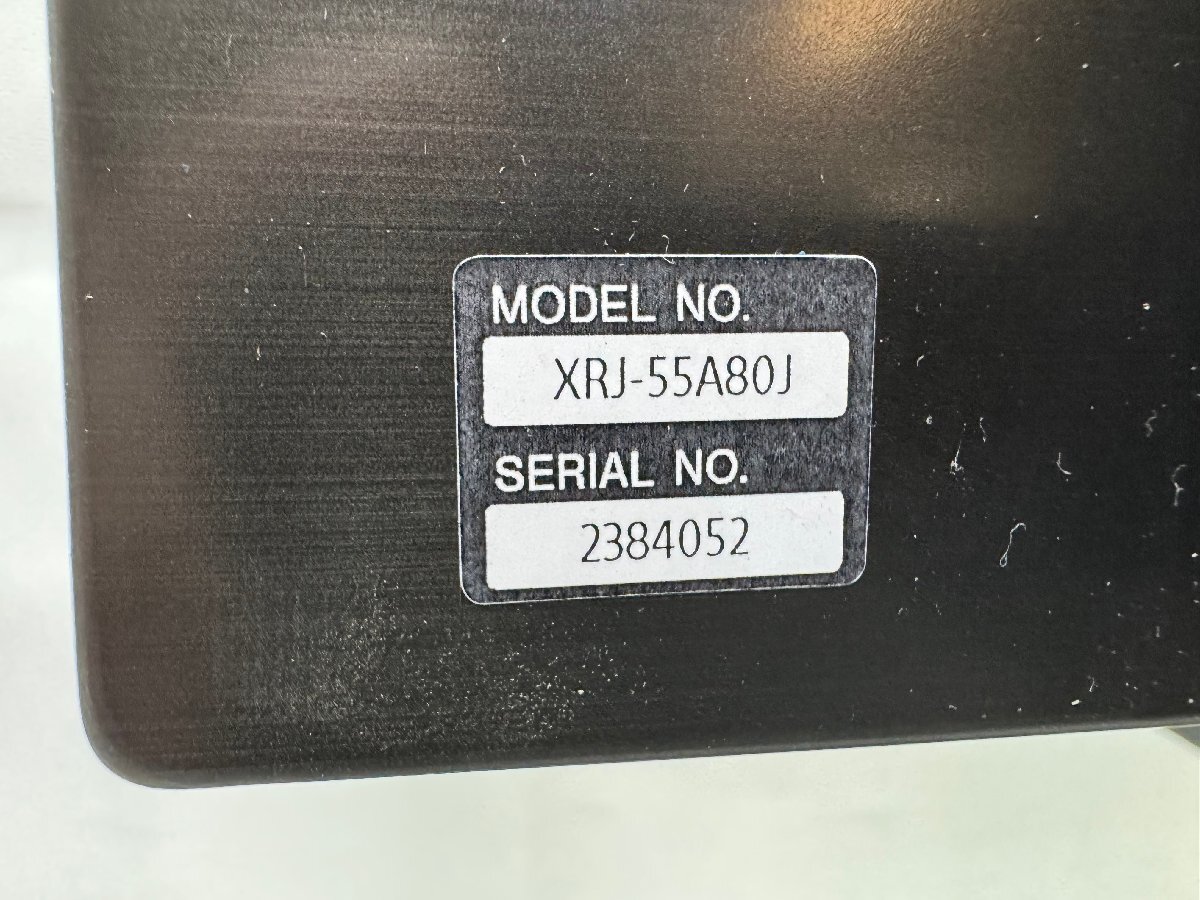 MODEL NO.
XRJ-55A80J
SERIAL NO.
2384052